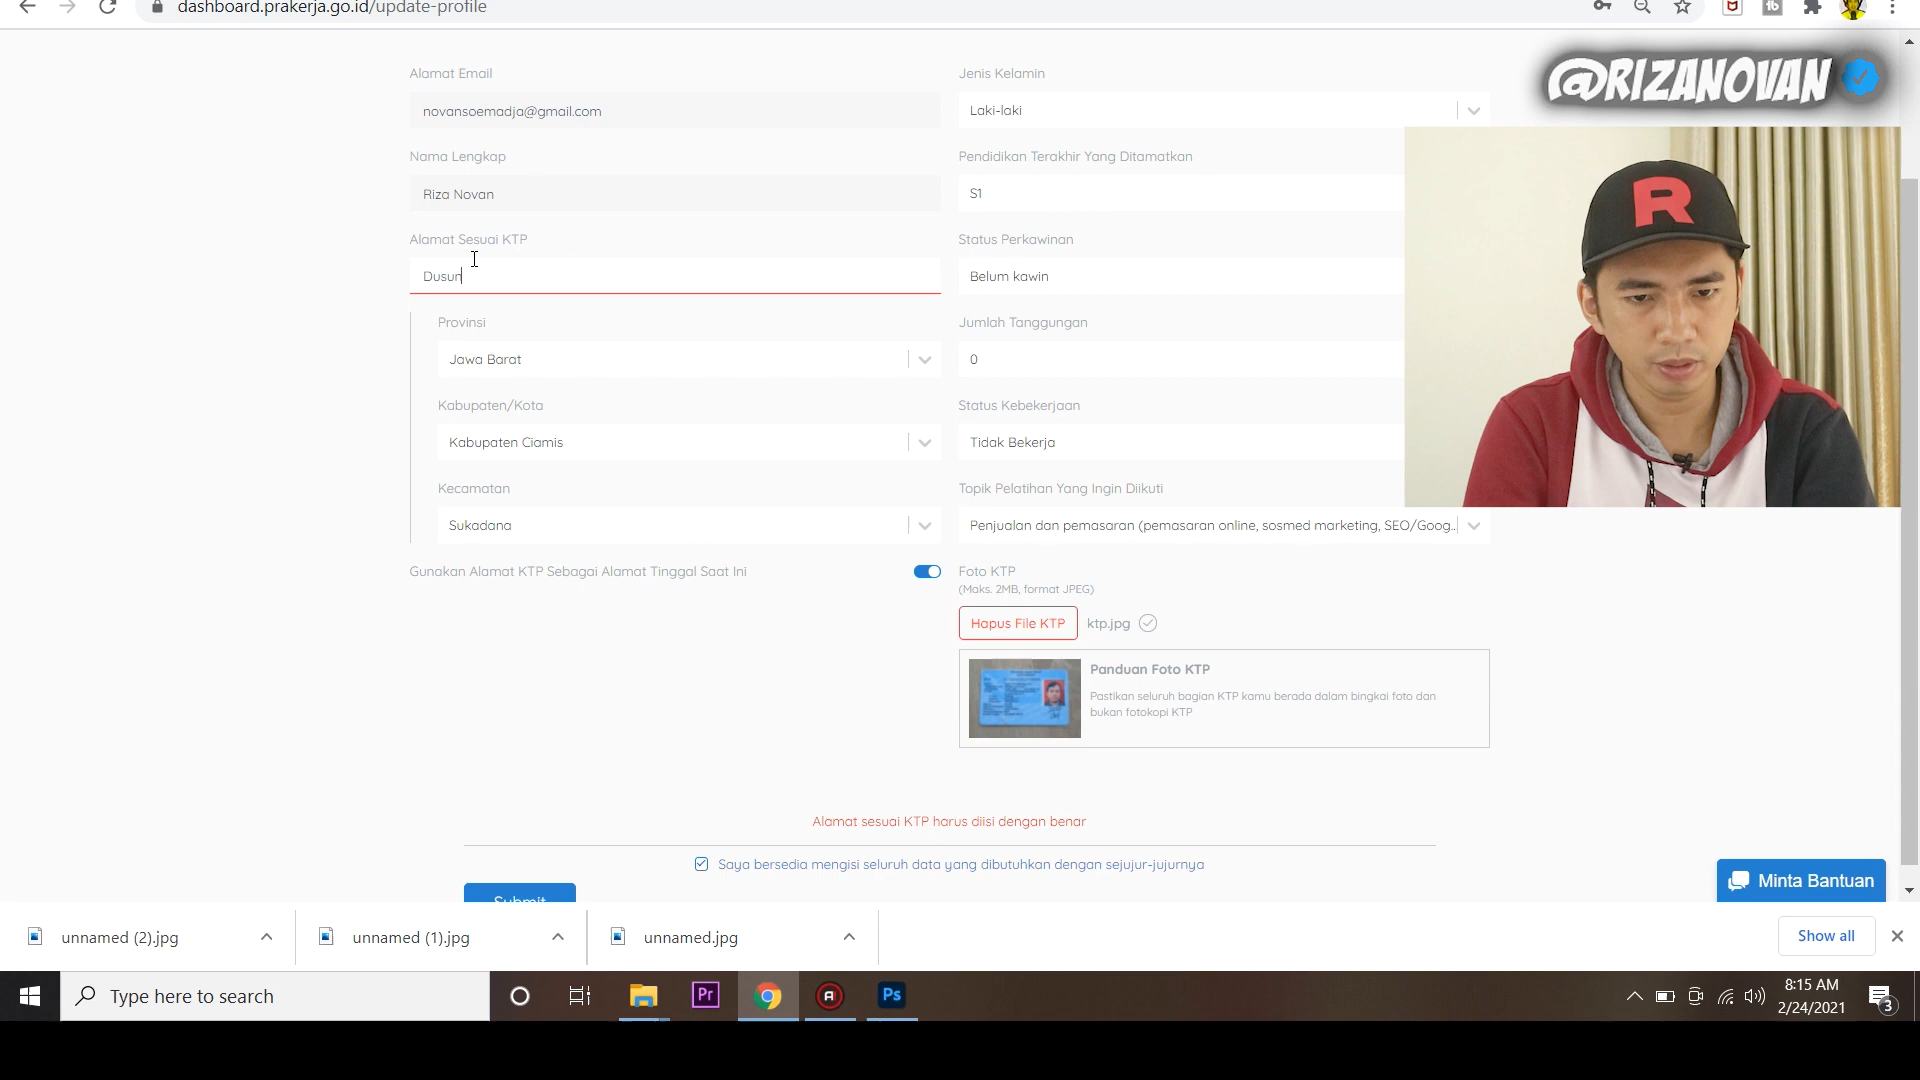 dashboard.prakerja.go.id/update-profile
@RIZANOVAN
Alamat Email
novansoemadja@gmail.com
Nama Lengkap
Riza Novan
Alamat Sesuai KTP
Dusun
Provinsi
Jawa Barat
Kabupaten/Kota
Kabupaten Ciamis
Kecamatan
Sukadana
Gunakan Alamat KTP Sebagai Alamat Tinggal Saat Ini
Jenis Kelamin
Laki-laki
Pendidikan Terakhir Yang Ditamatkan
S1
Status Perkawinan
Belum kawin
Jumlah Tanggungan
0
Status Kebekerjaan
Tidak Bekerja
Topik Pelatihan Yang Ingin Diikuti
Penjualan dan pemasaran (pemasaran online, sosmed marketing, SEO/Goog..
Foto KTP
(Maks. 2MB, format JPEG)
Hapus File KTP
ktp.jpg
Panduan Foto KTP
Pastikan seluruh bagian KTP kamu berada dalam bingkai foto dan
bukan fotokopi KTP
R
Alamat sesuai KTP harus diisi dengan benar
Saya bersedia mengisi seluruh data yang dibutuhkan dengan sejujur-jujurnya
Submit
Minta Bantuan
unnamed (2).jpg
unnamed (1).jpg
unnamed.jpg
Show all
Type here to search
Pr
Ps
8:15 AM
2/24/2021
3